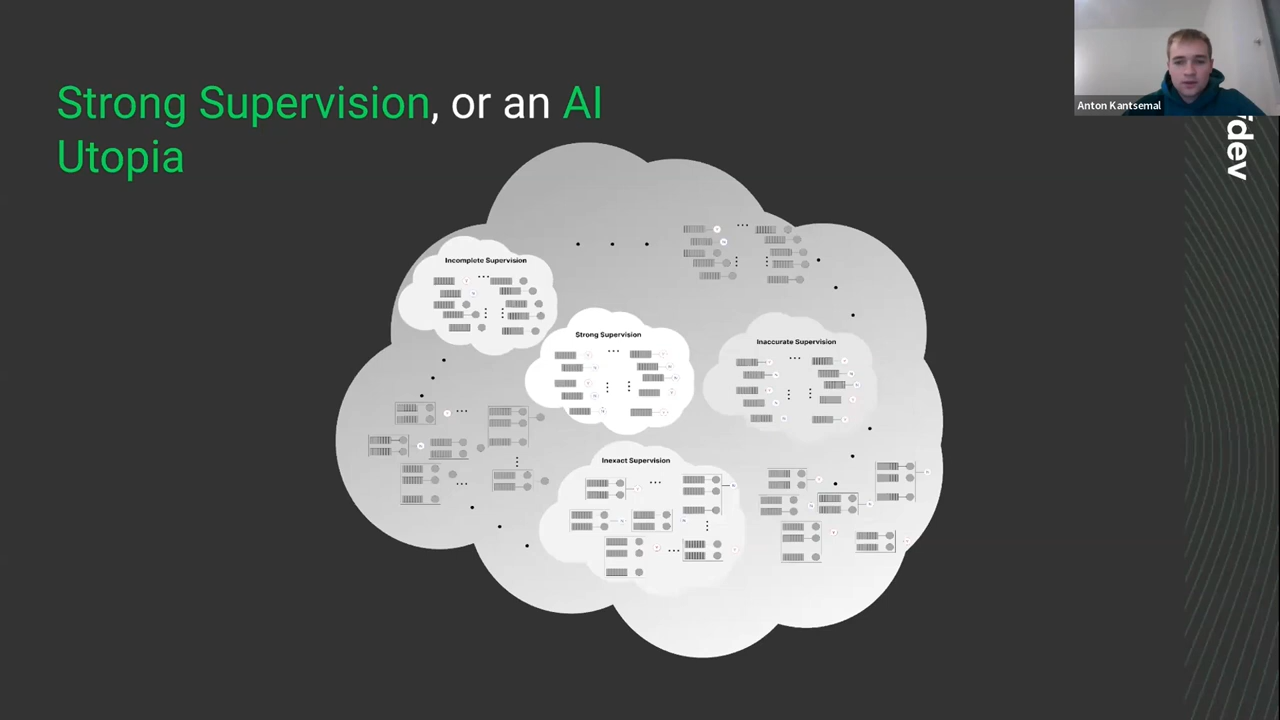 Strong Supervision, or an AI
Utopia
Anton Kantsemal
dev
Incomplete Supervision
Strong Supervision
Inaccurate Supervision
Inexact Supervision